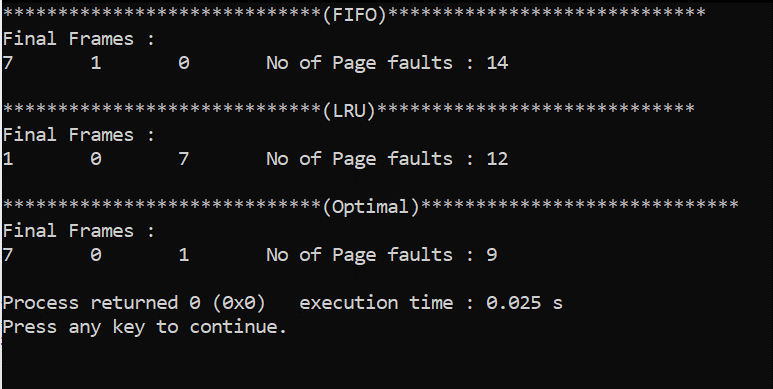 *****************************(FIFO)*****************************
Final Frames :
7 1 0 No of Page faults : 14
*****************************(LRU)*****************************
Final Frames :
1 0 7 No of Page faults : 12
*****************************(Optimal)*****************************
Final Frames :
7 0 1 No of Page faults : 9
Process returned 0 (0x0) execution time : 0.025 s
Press any key to continue.